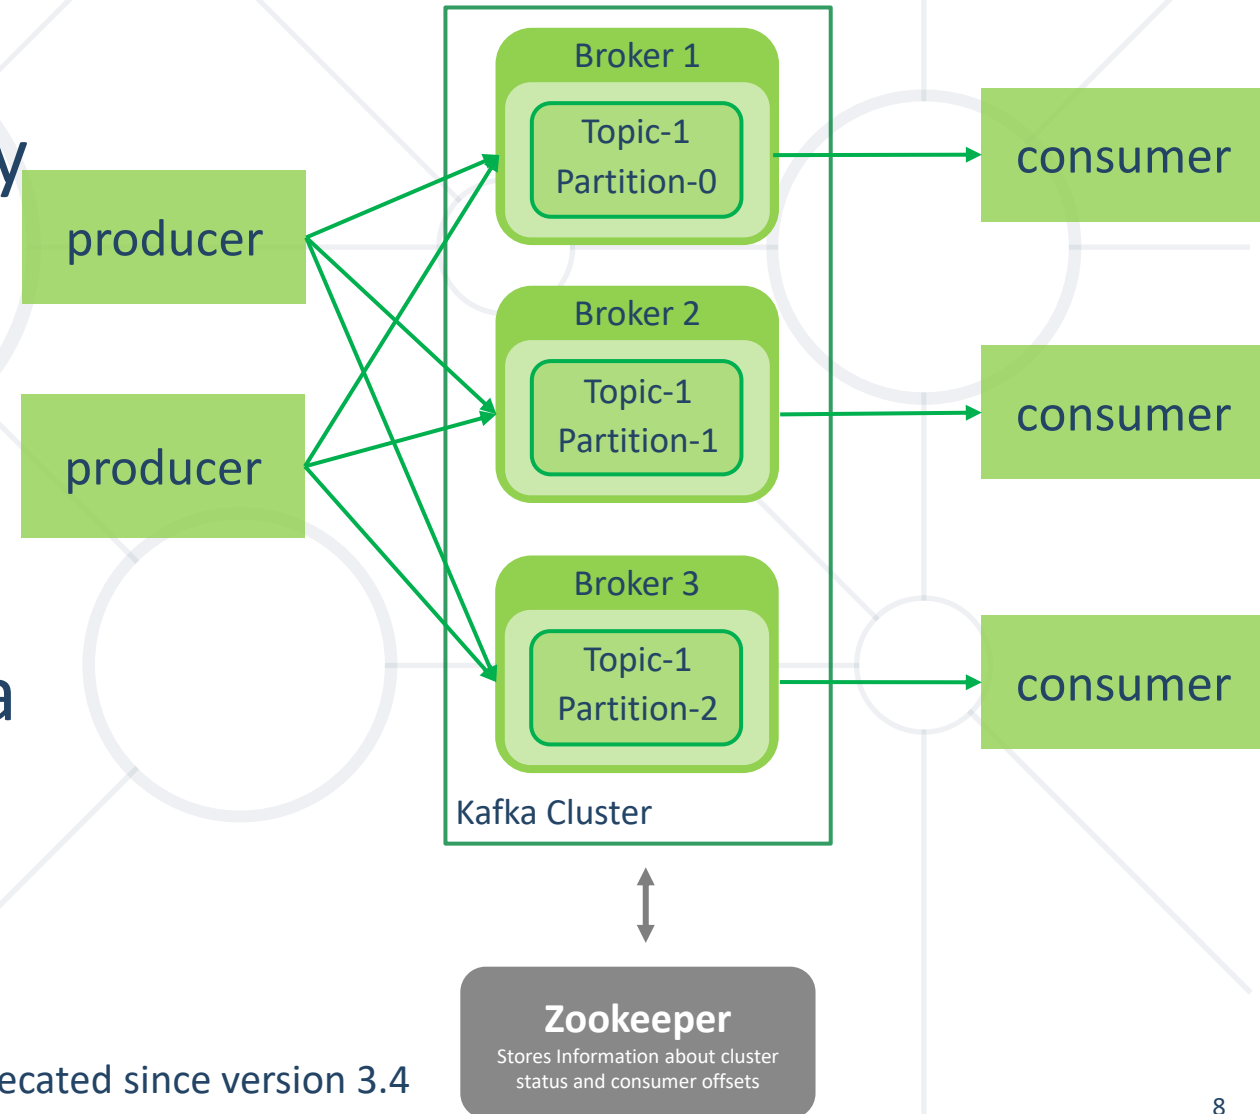 y
producer
producer
a
Broker 1
Topic-1
Partition-0
Broker 2
Topic-1
Partition-1
Broker 3
Topic-1
Partition-2
Kafka Cluster
consumer
consumer
consumer
Zookeeper
Stores Information about cluster
status and consumer offsets
ecated since version 3.4
8